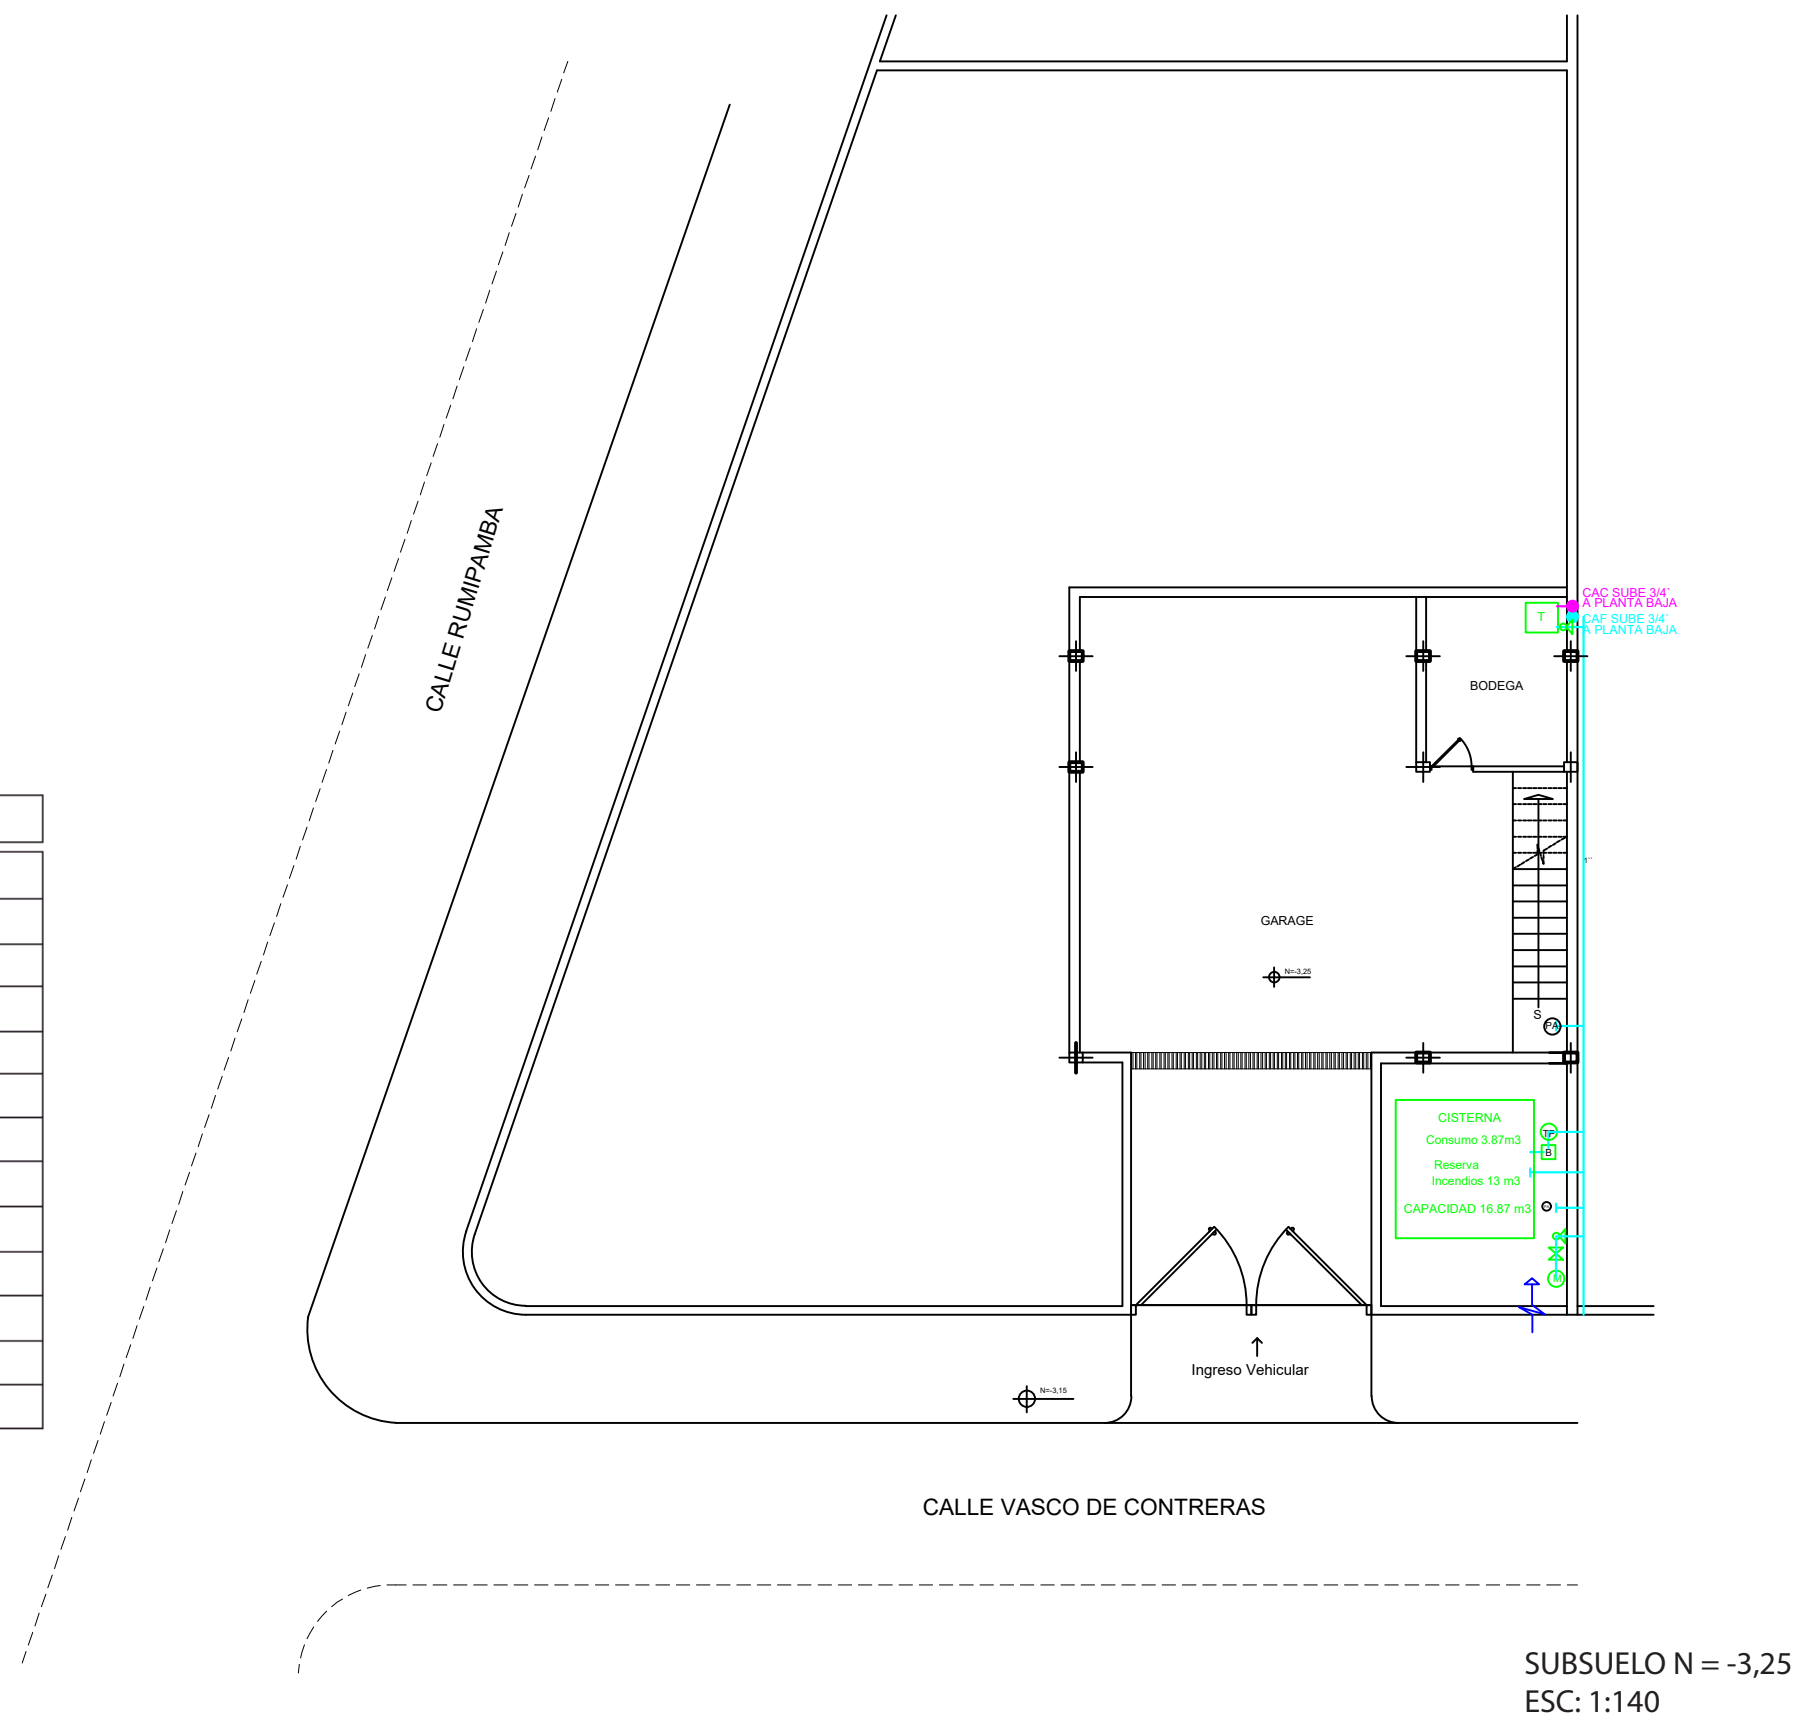 CALLE RUMIPAMBA
CAC SUBE 3/4`
A PLANTA BAJA
T
CAF SUBE 3/4`
A PLANTA BAJA
BODEGA
1``
GARAGE
N=-3,25
S
PA
CISTERNA
TP
Consumo 3.87m3
B
Reserva
Incendios 13 m3
CAPACIDAD 16.87 m3
M
Ingreso Vehicular
N=-3,15
CALLE VASCO DE CONTRERAS
SUBSUELO N = -3,25
ESC: 1:140